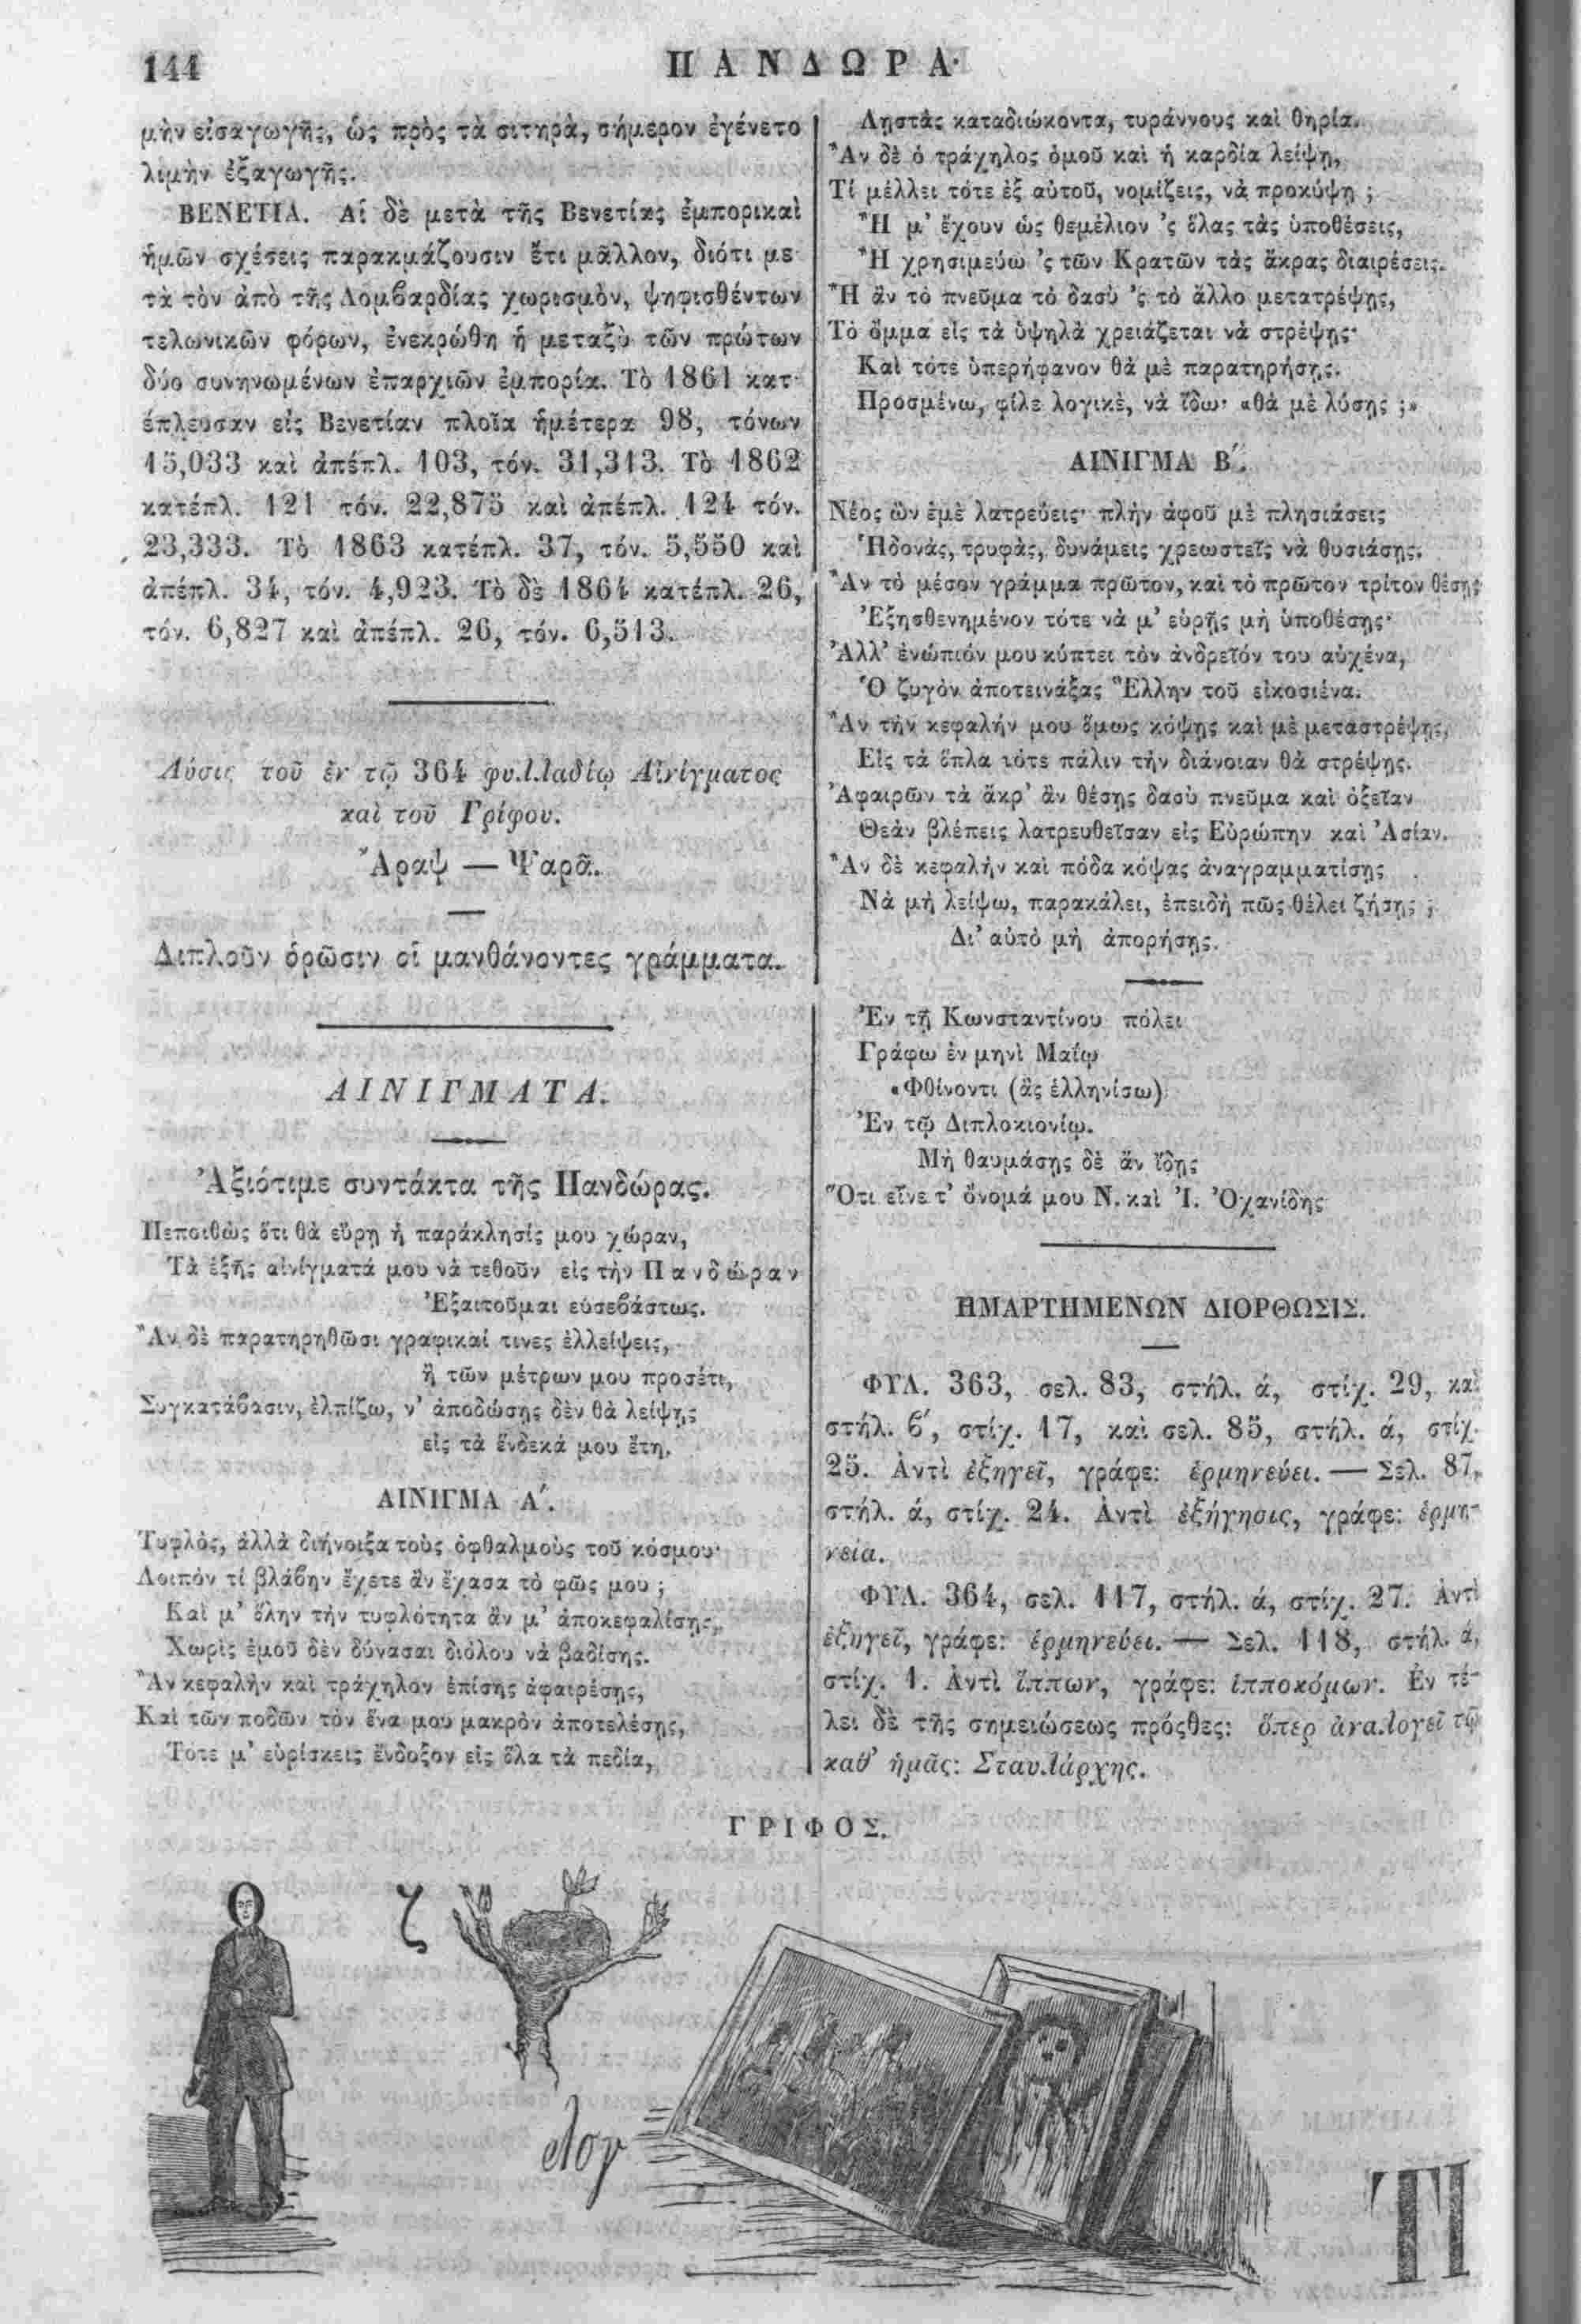 144
ΠΑΝΔΩΡΑ·
μὴν εἰσαγωγῆς, ὡς πρὸς τὰ σιτηρὰ, σήμερον ἐγένετο
λιμὴν ἐξαγωγῆς.
ΒΕΝΕΤΙΑ. Αἱ δὲ μετὰ τῆς Βενετίας ἐμπορικαὶ
ἡμῶν σχέσεις παρακμάζουσιν ἔτι μᾶλλον, διότι με-
τὰ τὸν ἀπὸ τῆς Λομβαρδίας χωρισμὸν, ψηφισθέντων
τελωνικῶν φόρων, ἐνεκρώθη ἡ μεταξὺ τῶν πρώτων
δύο συνηνωμένων ἐπαρχιῶν ἐμπορία. Τὸ 1861 κατ-
έπλευσαν εἰς Βενετίαν πλοῖα ἡμέτερα 98, τόνων
15,033 καὶ ἀπέπλ. 103, τόν. 31,313. Τὸ 1862
κατέπλ. 121 τόν. 22,875 καὶ ἀπέπλ. 124 τόν.
23,333. Τὸ 1863 κατέπλ. 37, τόν. 5,550 καὶ
ἀπέπλ. 34, τόν. 4,923. Τὸ δὲ 1864 κατέπλ. 26,
τόν. 6,827 καὶ ἀπέπλ. 26, τόν. 6,513.
Λύσις τοῦ ἐν τῷ 364 φυλλαδίῳ Αἰνίγματος
καὶ τοῦ Γρίφου.
Ἄραψ — Ψαρᾶ.
Διπλοῦν ὁρῶσιν οἱ μανθάνοντες γράμματα.
ΑΙΝΙΓΜΑΤΑ.
Ἀξιότιμε συντάκτα τῆς Πανδώρας.
Πεποιθὼς ὅτι θὰ εὕρῃ ἡ παράκλησίς μου χώραν,
Τὰ ἑξῆς αἰνίγματά μου νὰ τεθοῦν εἰς τὴν Πανδώραν
Ἐξαιτοῦμαι εὐσεβάστως.
Ἂν δὲ παρατηρηθῶσι γραφικαί τινες ἐλλείψεις,
ἢ τῶν μέτρων μου προσέτι,
Συγκατάβασιν, ἐλπίζω, ν' ἀποδώσῃς δὲν θὰ λείψῃς
εἰς τὰ ἕνδεκά μου ἔτη.
ΑΙΝΙΓΜΑ Α΄.
Τυφλὸς, ἀλλὰ διήνοιξα τοὺς ὀφθαλμοὺς τοῦ κόσμου·
Λοιπὸν τί βλάβην ἔχετε ἂν ἔχασα τὸ φῶς μου ;
Καὶ μ' ὅλην τὴν τυφλότητα ἂν μ' ἀποκεφαλίσῃς,
Χωρὶς ἐμοῦ δὲν δύνασαι διόλου νὰ βαδίσῃς.
Ἂν κεφαλὴν καὶ τράχηλον ἐπίσης ἀφαιρέσῃς,
Καὶ τῶν ποδῶν τὸν ἕνα μου μακρὸν ἀποτελέσῃς,
Τότε μ' εὑρίσκεις ἔνδοξον εἰς ὅλα τὰ πεδία,
Λῃστὰς καταδιώκοντα, τυράννους καὶ θηρία.
Ἂν δὲ ὁ τράχηλος ὁμοῦ καὶ ἡ καρδία λείψῃ,
Τί μέλλει τότε ἐξ αὐτοῦ, νομίζεις, νὰ προκύψῃ ;
Ἢ μ' ἔχουν ὡς θεμέλιον 'ς ὅλας τὰς ὑποθέσεις,
Ἢ χρησιμεύω 'ς τῶν Κρατῶν τὰς ἄκρας διαιρέσεις.
Ἢ ἂν τὸ πνεῦμα τὸ δασὺ 'ς τὸ ἄλλο μετατρέψῃς,
Τὸ ὄμμα εἰς τὰ ὑψηλὰ χρειάζεται νὰ στρέψῃς·
Καὶ τότε ὑπερήφανον θὰ μὲ παρατηρήσῃς.
Προσμένω, φίλε λογικὲ, νὰ ἴδω· «θὰ μὲ λύσῃς ;»
ΑΙΝΙΓΜΑ Β΄.
Νέος ὢν ἐμὲ λατρεύεις· πλὴν ἀφοῦ μὲ πλησιάσεις
Ἡδονὰς, τρυφὰς, δυνάμεις χρεωστεῖς νὰ θυσιάσῃς.
Ἂν τὸ μέσον γράμμα πρῶτον, καὶ τὸ πρῶτον τρίτον θέσῃς
Ἐξησθενημένον τότε νὰ μ' εὑρῇς μὴ ὑποθέσῃς·
Ἀλλ' ἐνώπιόν μου κύπτει τὸν ἀνδρεῖόν του αὐχένα,
Ὁ ζυγὸν ἀποτεινάξας Ἕλλην τοῦ εἰκοσιένα.
Ἂν τὴν κεφαλήν μου ὅμως κόψῃς καὶ μὲ μεταστρέψῃς,
Εἰς τὰ ὅπλα τότε πάλιν τὴν διάνοιαν θὰ στρέψῃς.
Ἀφαιρῶν τὰ ἄκρ' ἂν θέσῃς δασὺ πνεῦμα καὶ ὀξεῖαν
Θεὰν βλέπεις λατρευθεῖσαν εἰς Εὐρώπην καὶ Ἀσίαν.
Ἂν δὲ κεφαλὴν καὶ πόδα κόψας ἀναγραμματίσῃς
Νὰ μὴ λείψω, παρακάλει, ἐπειδὴ πῶς θέλει ζήσῃς ;
Δι' αὐτὸ μὴ ἀπορήσῃς.
Ἐν τῇ Κωνσταντίνου πόλει
Γράφω ἐν μηνὶ Μαΐῳ
«Φθίνοντι (ἂς ἑλληνίσω)
Ἐν τῷ Διπλοκιονίῳ.
Μὴ θαυμάσῃς δὲ ἂν ἴδῃς
Ὅτι εἶνε τ' ὄνομά μου Ν. καὶ Ἰ. Ὀχανίδης
ΗΜΑΡΤΗΜΕΝΩΝ ΔΙΟΡΘΩΣΙΣ.
ΦΥΛ. 363, σελ. 83, στήλ. ά, στίχ. 29, καὶ
στήλ. β΄, στίχ. 17, καὶ σελ. 85, στήλ. ά, στίχ.
25. Ἀντὶ ἐξηγεῖ, γράφε: ἑρμηνεύει. — Σελ. 87,
στήλ. ά, στίχ. 24. Ἀντὶ ἐξήγησις, γράφε: ἑρμη-
νεία.
ΦΥΛ. 364, σελ. 117, στήλ. ά, στίχ. 27. Ἀντὶ
ἐξηγεῖ, γράφε: ἑρμηνεύει. — Σελ. 118, στήλ. ά,
στίχ. 1. Ἀντὶ ἵππων, γράφε: ἱπποκόμων. Ἐν τέ-
λει δὲ τῆς σημειώσεως πρόςθες: ὅπερ ἀναλογεῖ τῷ
καθ' ἡμᾶς: Σταυλάρχης.
ΓΡΙΦΟΣ.
ζ
ΤΙ